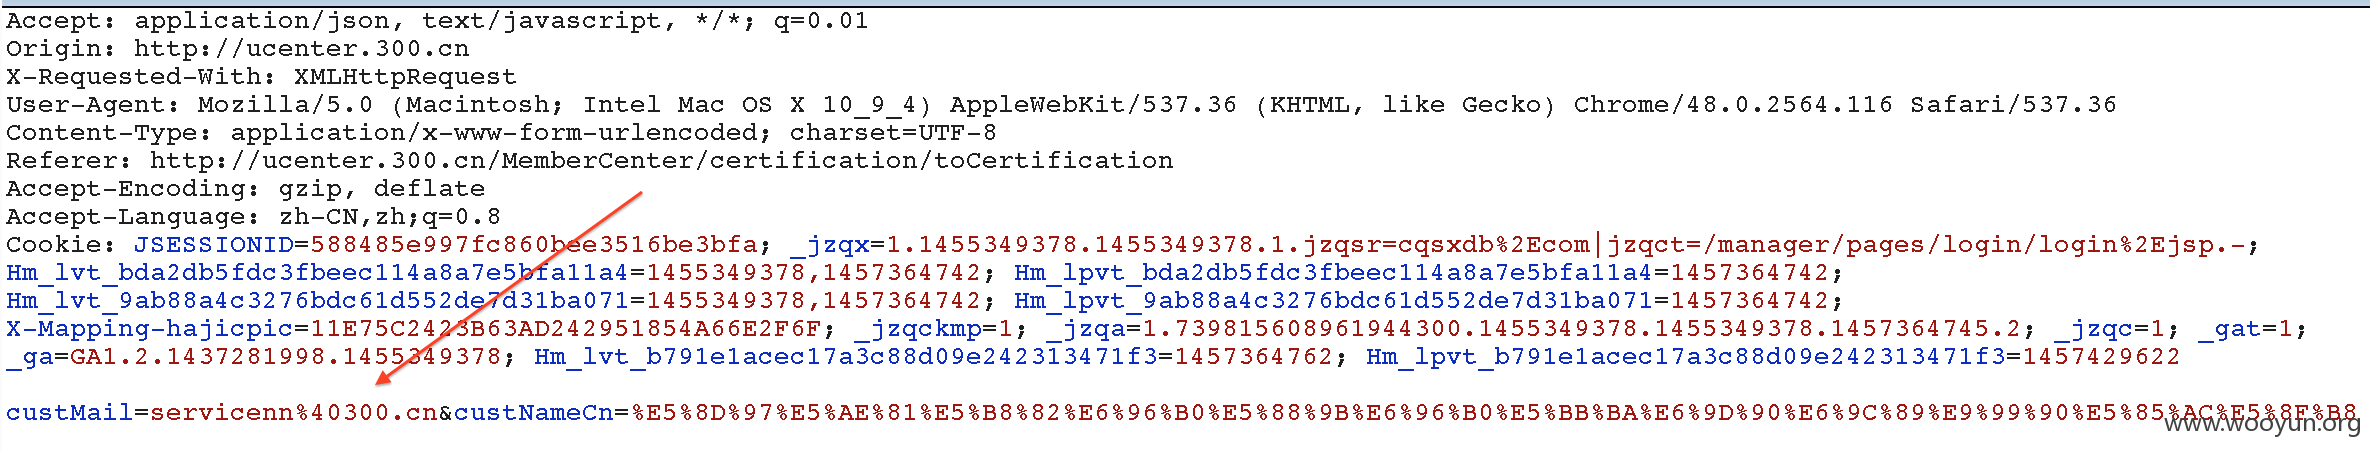 Accept: application/json, text/javascript, */*; q=0.01
Origin: http://ucenter.300.cn
X-Requested-With: XMLHttpRequest
User-Agent: Mozilla/5.0 (Macintosh; Intel Mac OS X 10_9_4) AppleWebKit/537.36 (KHTML, like Gecko) Chrome/48.0.2564.116 Safari/537.36
Content-Type: application/x-www-form-urlencoded; charset=UTF-8
Referer: http://ucenter.300.cn/MemberCenter/certification/toCertification
Accept-Encoding: gzip, deflate
Accept-Language: zh-CN,zh;q=0.8
Cookie: JSESSIONID=588485e997fc860bee3516be3bfa; _jzqx=1.1455349378.1455349378.1.jzqsr=cqsxdb%2Ecom|jzqct=/manager/pages/login/login%2Ejsp.-;
Hm_lvt_bda2db5fdc3fbeec114a8a7e5bfa11a4=1455349378,1457364742; Hm_lpvt_bda2db5fdc3fbeec114a8a7e5bfa11a4=1457364742;
Hm_lvt_9ab88a4c3276bdc61d552de7d31ba071=1455349378,1457364742; Hm_lpvt_9ab88a4c3276bdc61d552de7d31ba071=1457364742;
X-Mapping-hajicpic=11E75C2423B63AD242951854A66E2F6F; _jzqckmp=1; _jzqa=1.739815608961944300.1455349378.1455349378.1457364745.2; _jzqc=1; _gat=1;
_ga=GA1.2.1437281998.1455349378; Hm_lvt_b791e1acec17a3c88d09e242313471f3=1457364762; Hm_lpvt_b791e1acec17a3c88d09e242313471f3=1457429622
custMail=servicenn%40300.cn&custNameCn=%E5%8D%97%E5%AE%81%E5%B8%82%E6%96%B0%E5%88%9B%E6%96%B0%E5%BB%BA%E6%9D%90%E6%9C%89%E9%99%90%E5%85%AC%E5%8F%B8
www.wooyun.org